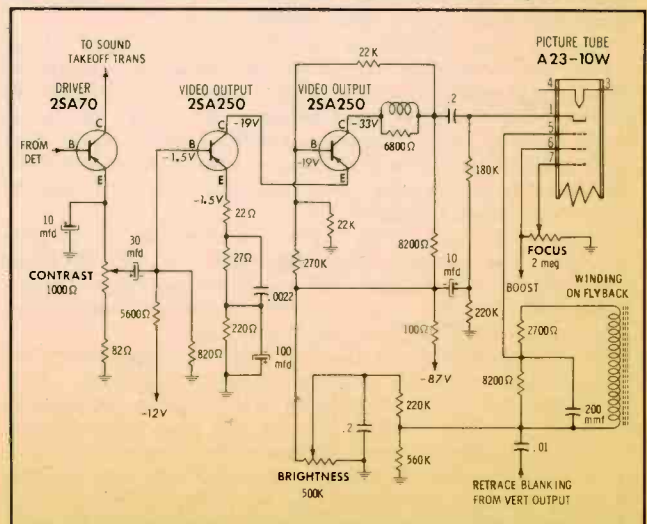 TO SOUND
TAKEOFF TRANS
DRIVER
2SA70
FROM
DET
B
C
E
10
mfd
CONTRAST
1000Ω
82Ω
30
mfd
5600Ω
-12V
820Ω
VIDEO OUTPUT
2SA250
C
-19V
-1.5V
B
E
-1.5V
22Ω
27Ω
.0022
220Ω
100
mfd
VIDEO OUTPUT
2SA250
22K
C
-33V
B
-19V
E
6800Ω
22K
270K
.2
180K
8200Ω
10
mfd
220K
100Ω
-87V
PICTURE TUBE
A23-10W
4
3
1
5
6
7
FOCUS
2 meg
BOOST
WINDING
ON FLYBACK
2700Ω
8200Ω
200
mmf
.01
RETRACE BLANKING
FROM VERT OUTPUT
.2
220K
560K
BRIGHTNESS
500K